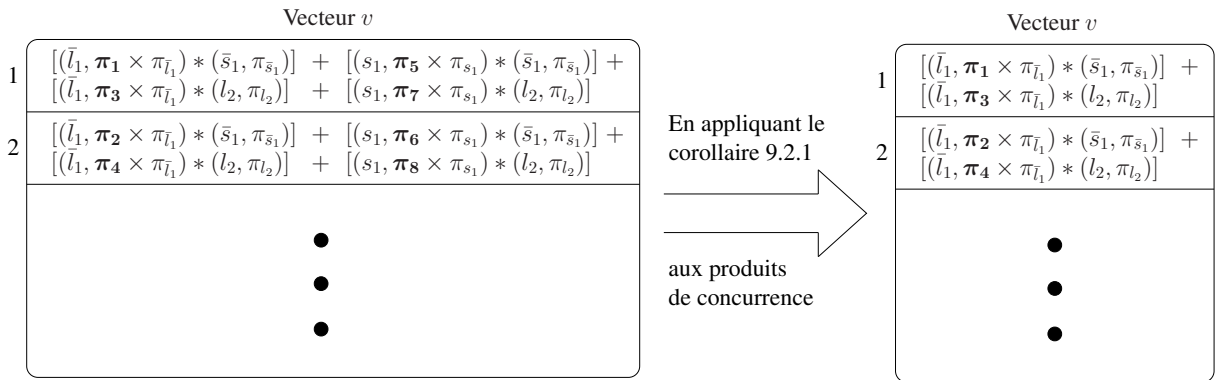 Vecteur v
1
[(l̄₁, π₁ × π_l̄₁) ∗ (s̄₁, π_s̄₁)] + [(s₁, π₅ × π_s₁) ∗ (s̄₁, π_s̄₁)] +
[(l̄₁, π₃ × π_l̄₁) ∗ (l₂, π_l₂)] + [(s₁, π₇ × π_s₁) ∗ (l₂, π_l₂)]
2
[(l̄₁, π₂ × π_l̄₁) ∗ (s̄₁, π_s̄₁)] + [(s₁, π₆ × π_s₁) ∗ (s̄₁, π_s̄₁)] +
[(l̄₁, π₄ × π_l̄₁) ∗ (l₂, π_l₂)] + [(s₁, π₈ × π_s₁) ∗ (l₂, π_l₂)]
En appliquant le
corollaire 9.2.1
aux produits
de concurrence
Vecteur v
1
[(l̄₁, π₁ × π_l̄₁) ∗ (s̄₁, π_s̄₁)] +
[(l̄₁, π₃ × π_l̄₁) ∗ (l₂, π_l₂)]
2
[(l̄₁, π₂ × π_l̄₁) ∗ (s̄₁, π_s̄₁)] +
[(l̄₁, π₄ × π_l̄₁) ∗ (l₂, π_l₂)]